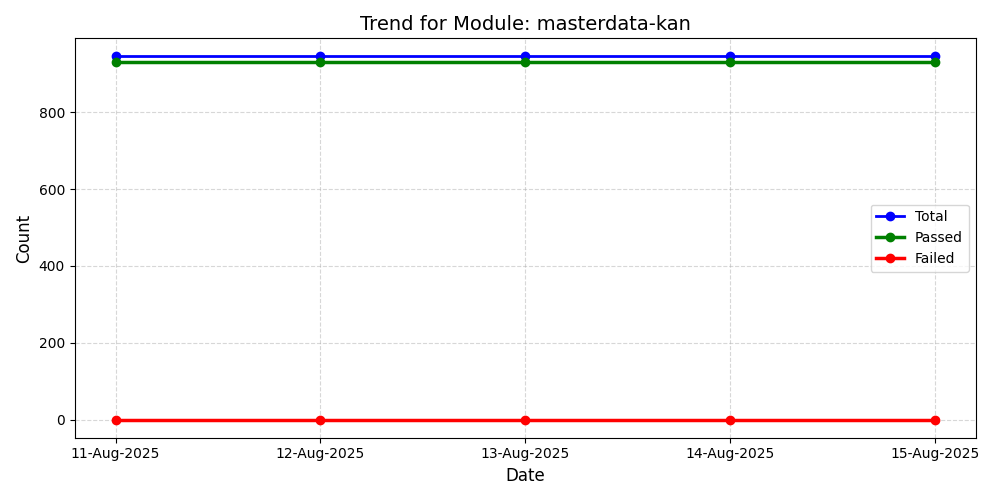 Trend for Module: masterdata-kan
Count
800
600
400
200
0
Total
Passed
Failed
11-Aug-2025
12-Aug-2025
13-Aug-2025
14-Aug-2025
15-Aug-2025
Date